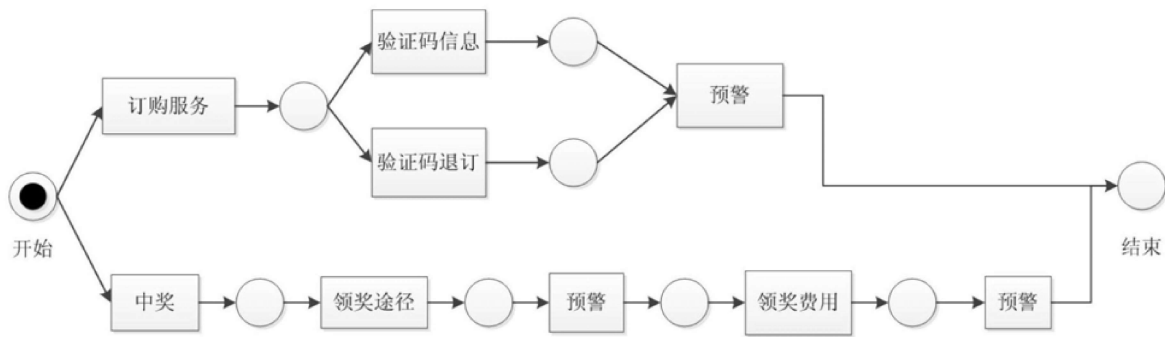 验证码信息
订购服务
预警
验证码退订
开始
结束
中奖
领奖途径
预警
领奖费用
预警